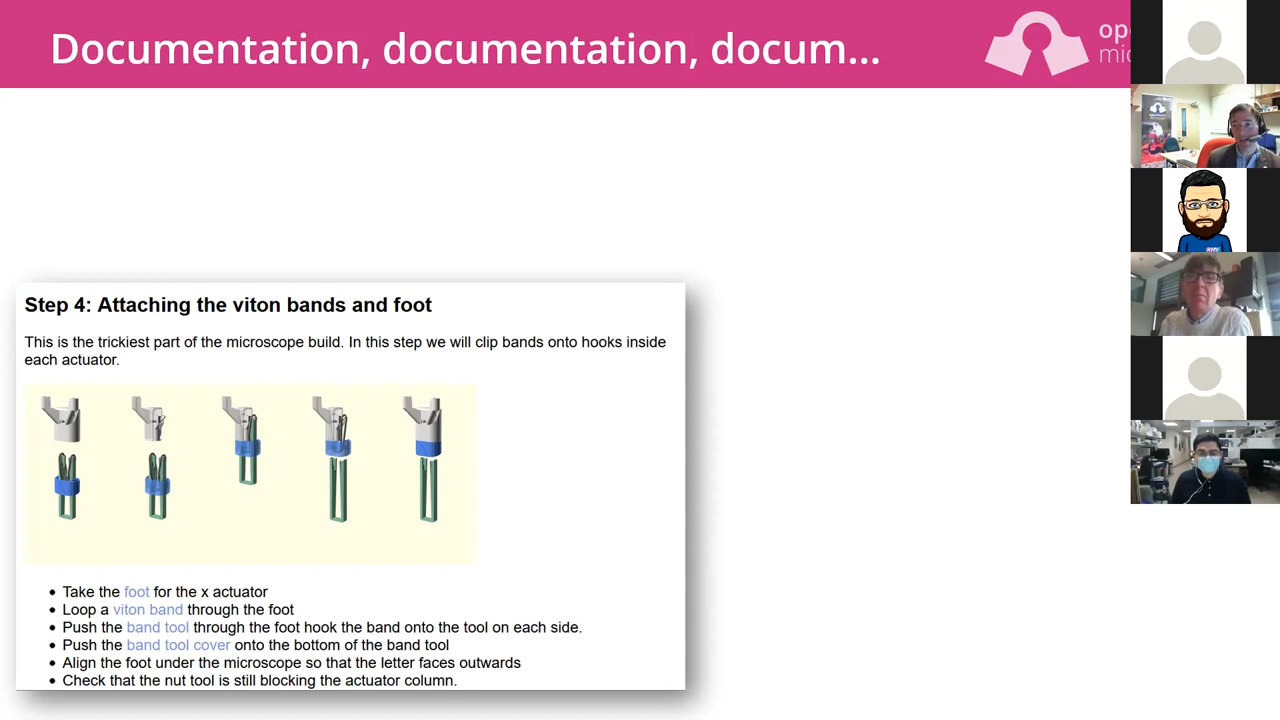 Documentation, documentation, docum...
Step 4: Attaching the viton bands and foot
This is the trickiest part of the microscope build. In this step we will clip bands onto hooks inside
each actuator.
Take the foot for the x actuator
Loop a viton band through the foot
Push the band tool through the foot hook the band onto the tool on each side.
Push the band tool cover onto the bottom of the band tool
Align the foot under the microscope so that the letter faces outwards
Check that the nut tool is still blocking the actuator column.